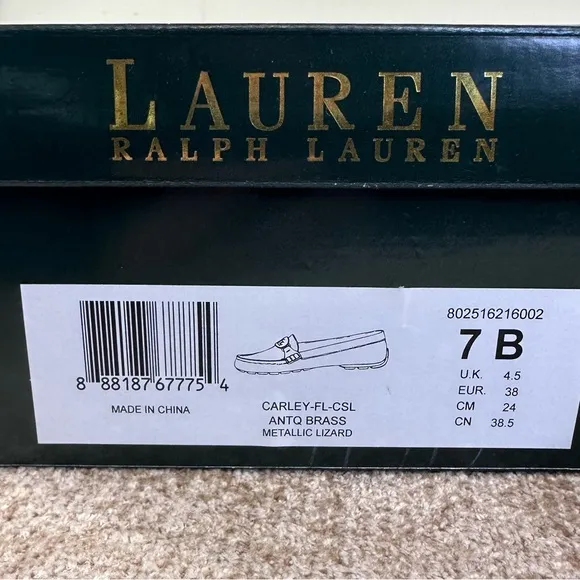 LAUREN
RALPH LAUREN
8 88187 67775 4
MADE IN CHINA
CARLEY-FL-CSL
ANTQ BRASS
METALLIC LIZARD
802516216002
7 B
U.K. 4.5
EUR. 38
CM 24
CN 38.5